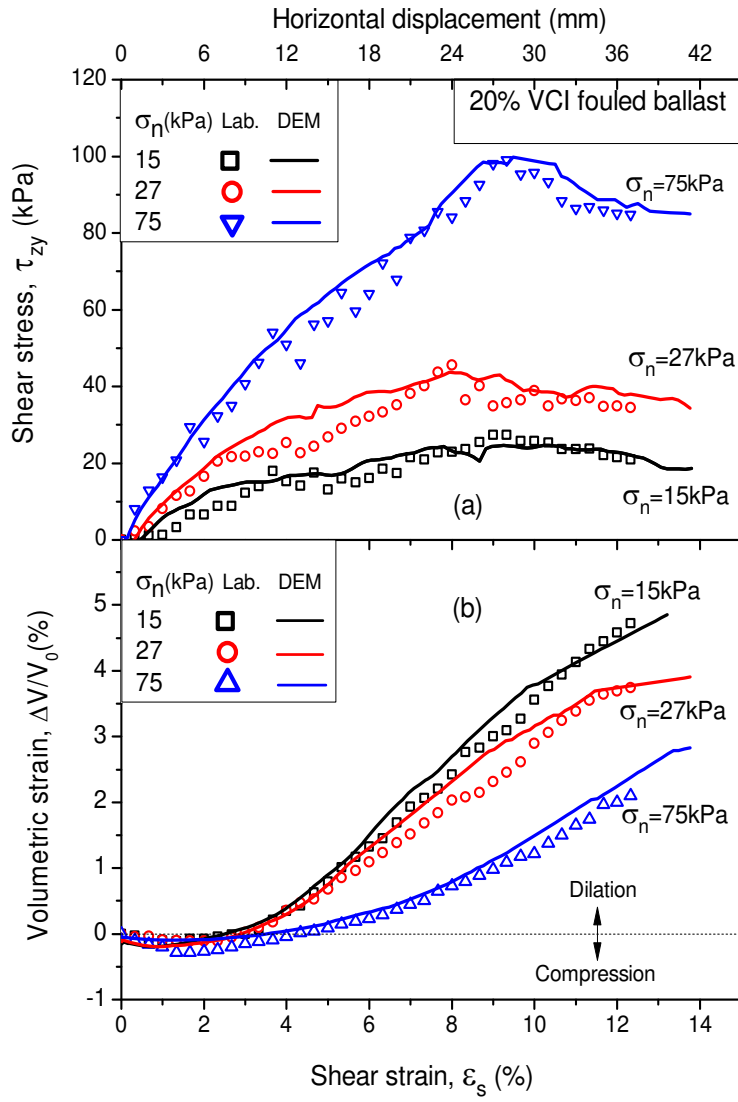 Horizontal displacement (mm)
0 6 12 18 24 30 36 42
120
100
80
60
40
20
0
Shear stress, τzy (kPa)
σn(kPa) Lab. DEM
15
27
75
20% VCI fouled ballast
σn=75kPa
σn=27kPa
σn=15kPa
(a)
5
4
3
2
1
0
-1
Volumetric strain, ΔV/V0(%)
σn(kPa) Lab. DEM
15
27
75
(b)
σn=15kPa
σn=27kPa
σn=75kPa
Dilation
Compression
0 2 4 6 8 10 12 14
Shear strain, εs (%)